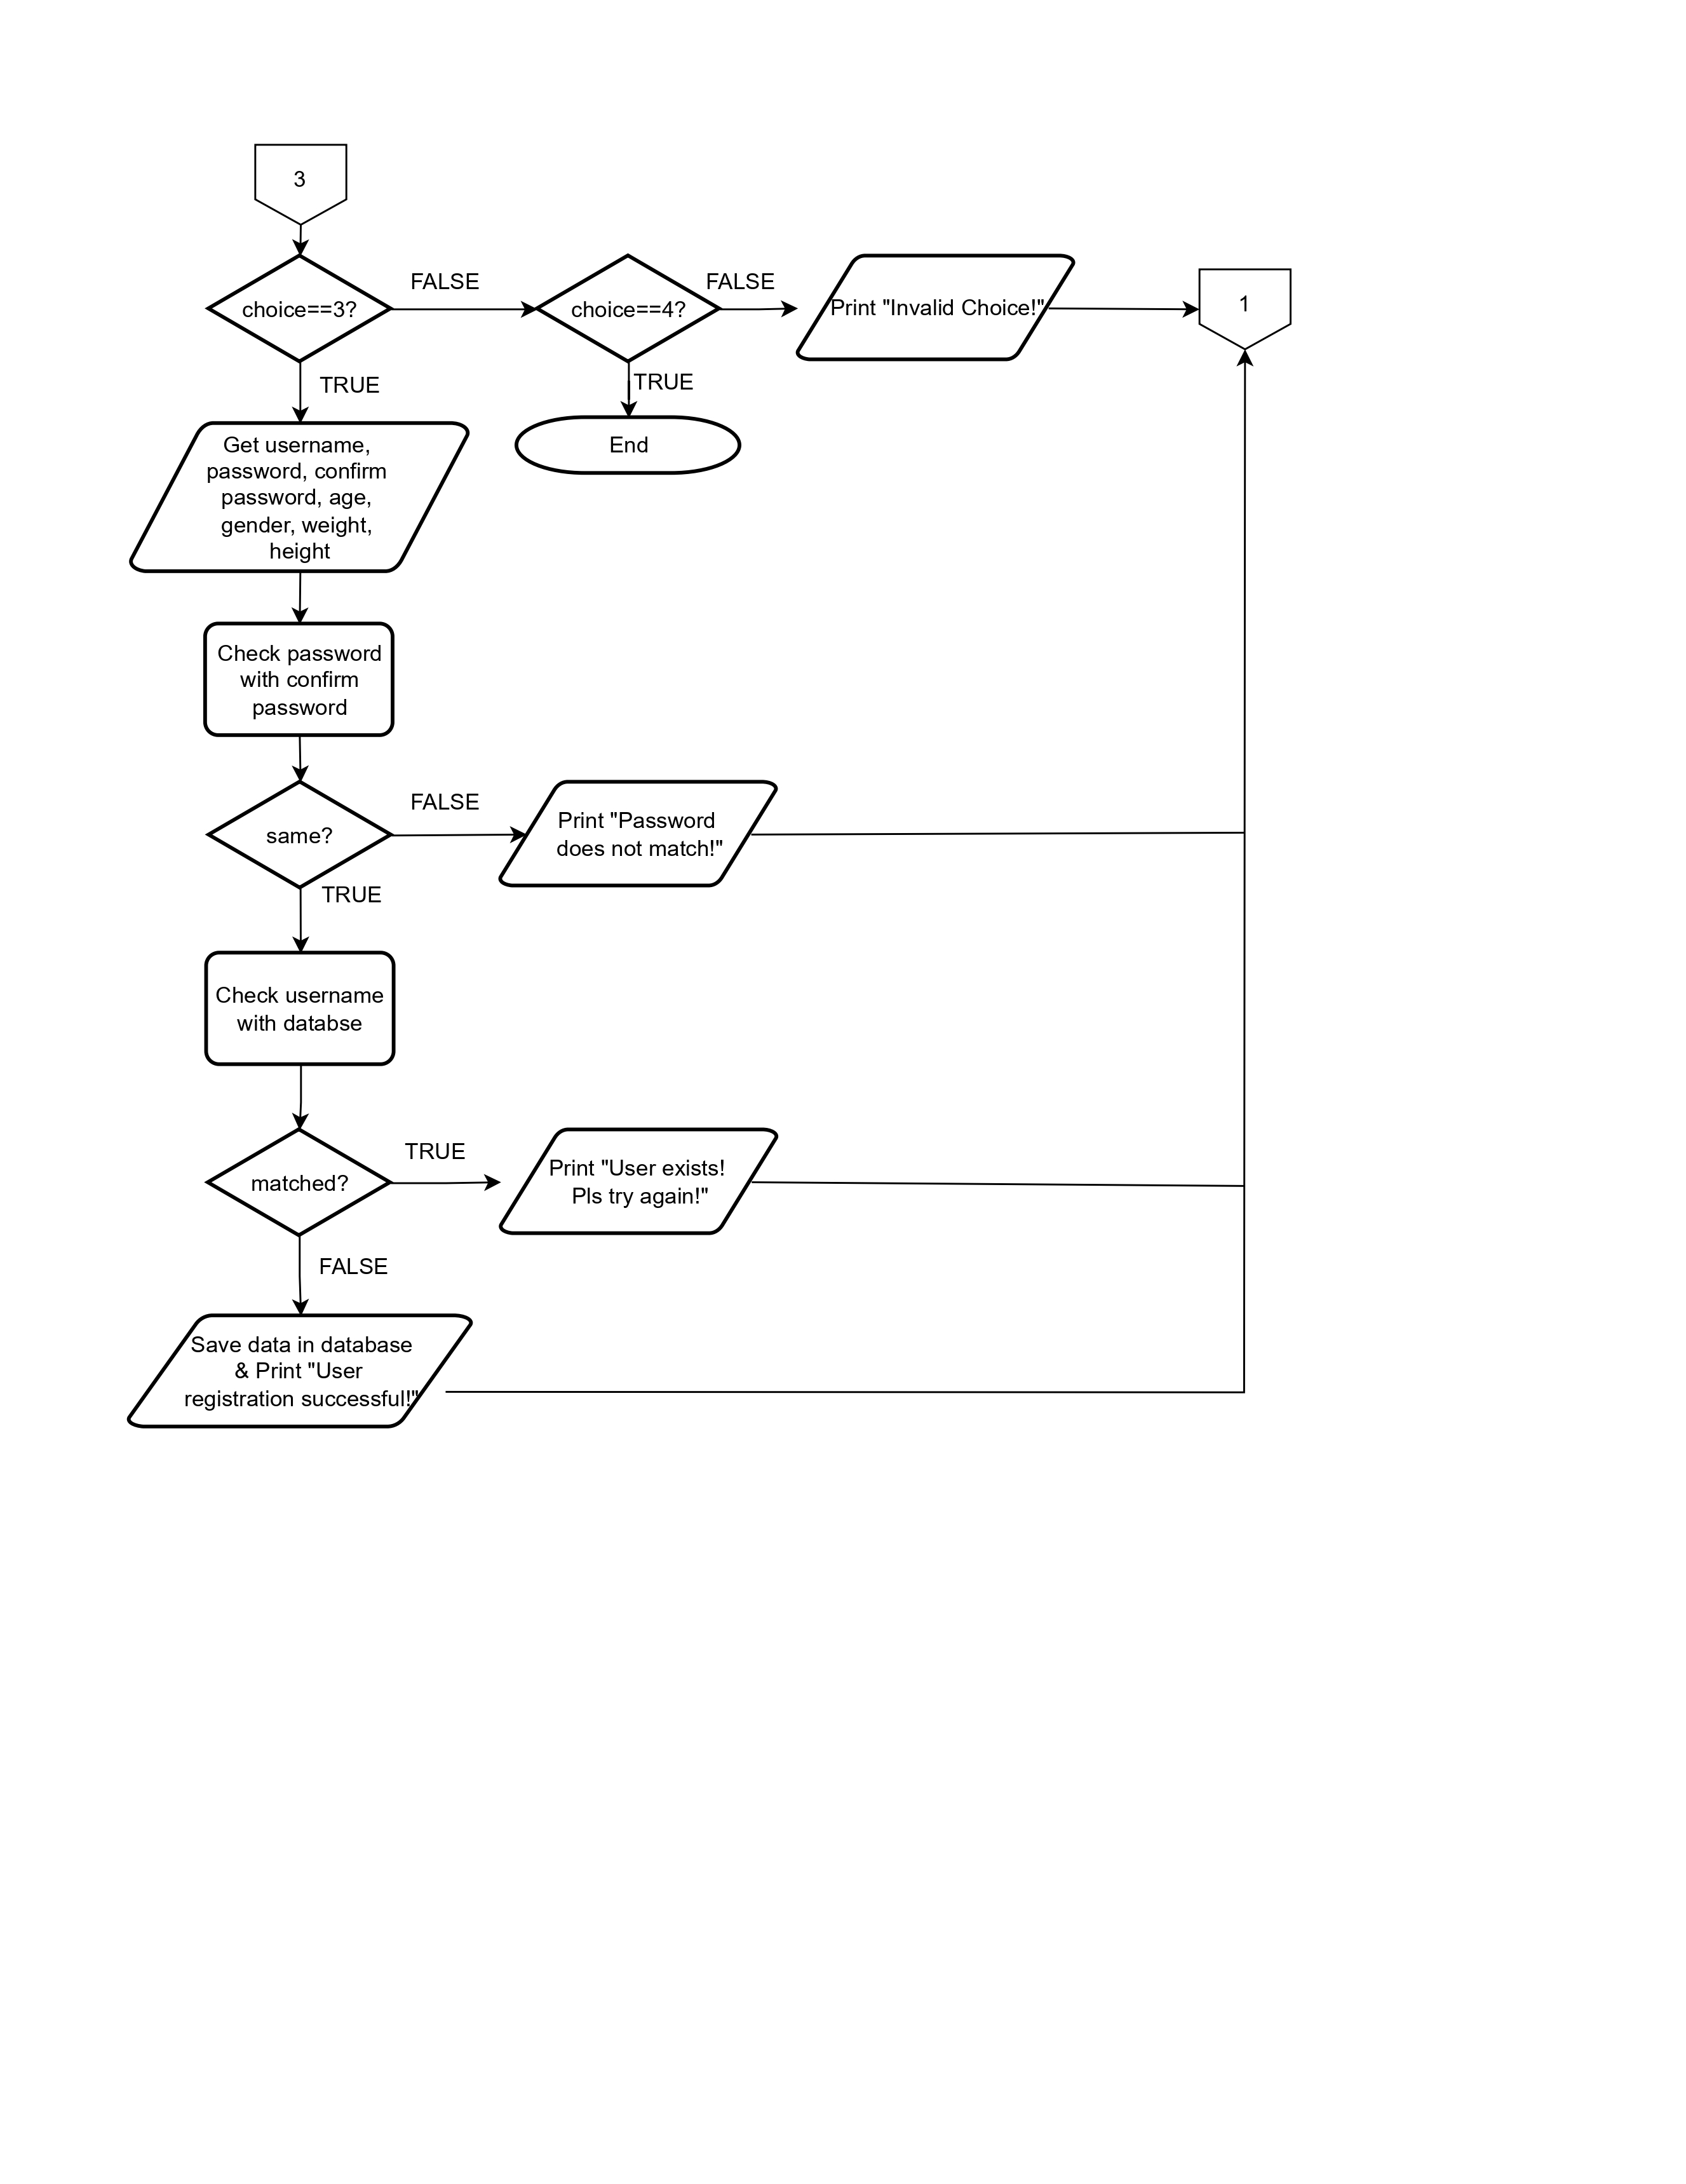 3
choice==3?
FALSE
choice==4?
FALSE
Print "Invalid Choice!"
1
TRUE
TRUE
End
Get username,
password, confirm
password, age,
gender, weight,
height
Check password
with confirm
password
same?
FALSE
Print "Password
does not match!"
TRUE
Check username
with databse
matched?
TRUE
Print "User exists!
Pls try again!"
FALSE
Save data in database
& Print "User
registration successful!"